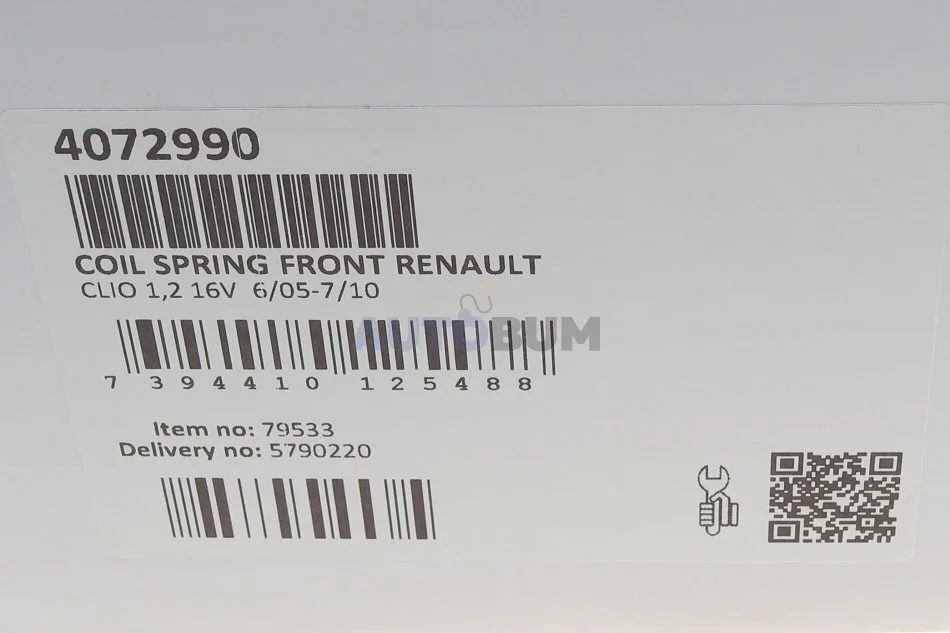 4072990
COIL SPRING FRONT RENAULT
CLIO 1,2 16V 6/05-7/10
AUTOBUM
7 394410 125488
Item no: 79533
Delivery no: 5790220